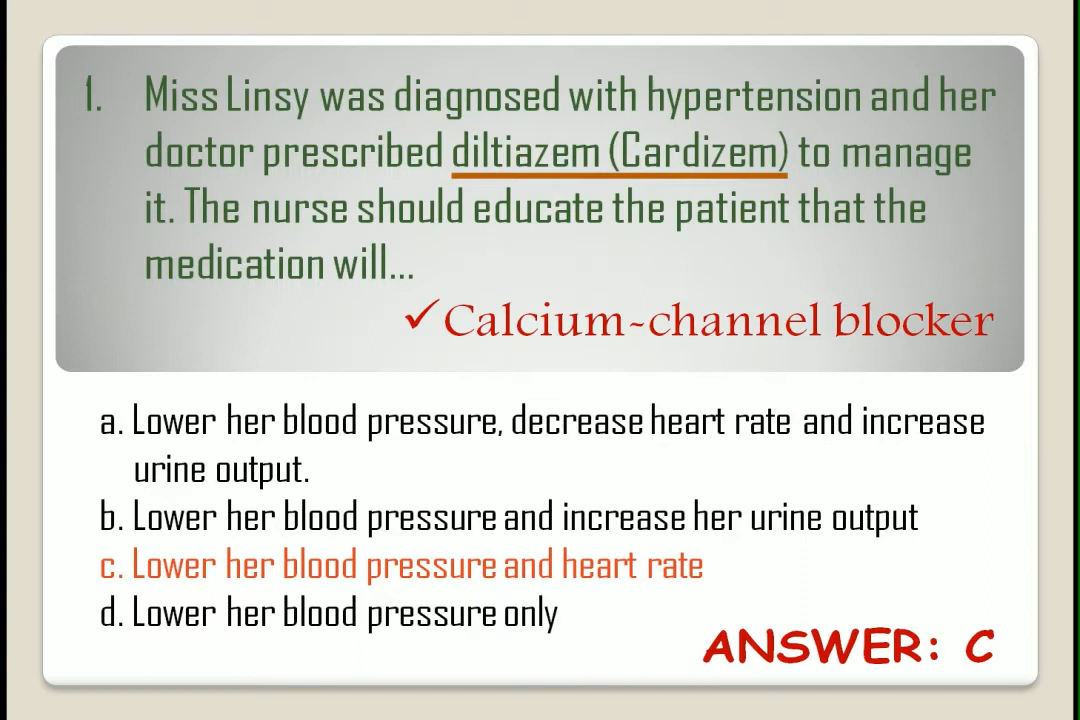 1. Miss Linsy was diagnosed with hypertension and her
doctor prescribed diltiazem (Cardizem) to manage
it. The nurse should educate the patient that the
medication will...
✓Calcium-channel blocker
a. Lower her blood pressure, decrease heart rate and increase
urine output.
b. Lower her blood pressure and increase her urine output
c. Lower her blood pressure and heart rate
d. Lower her blood pressure only
ANSWER: C